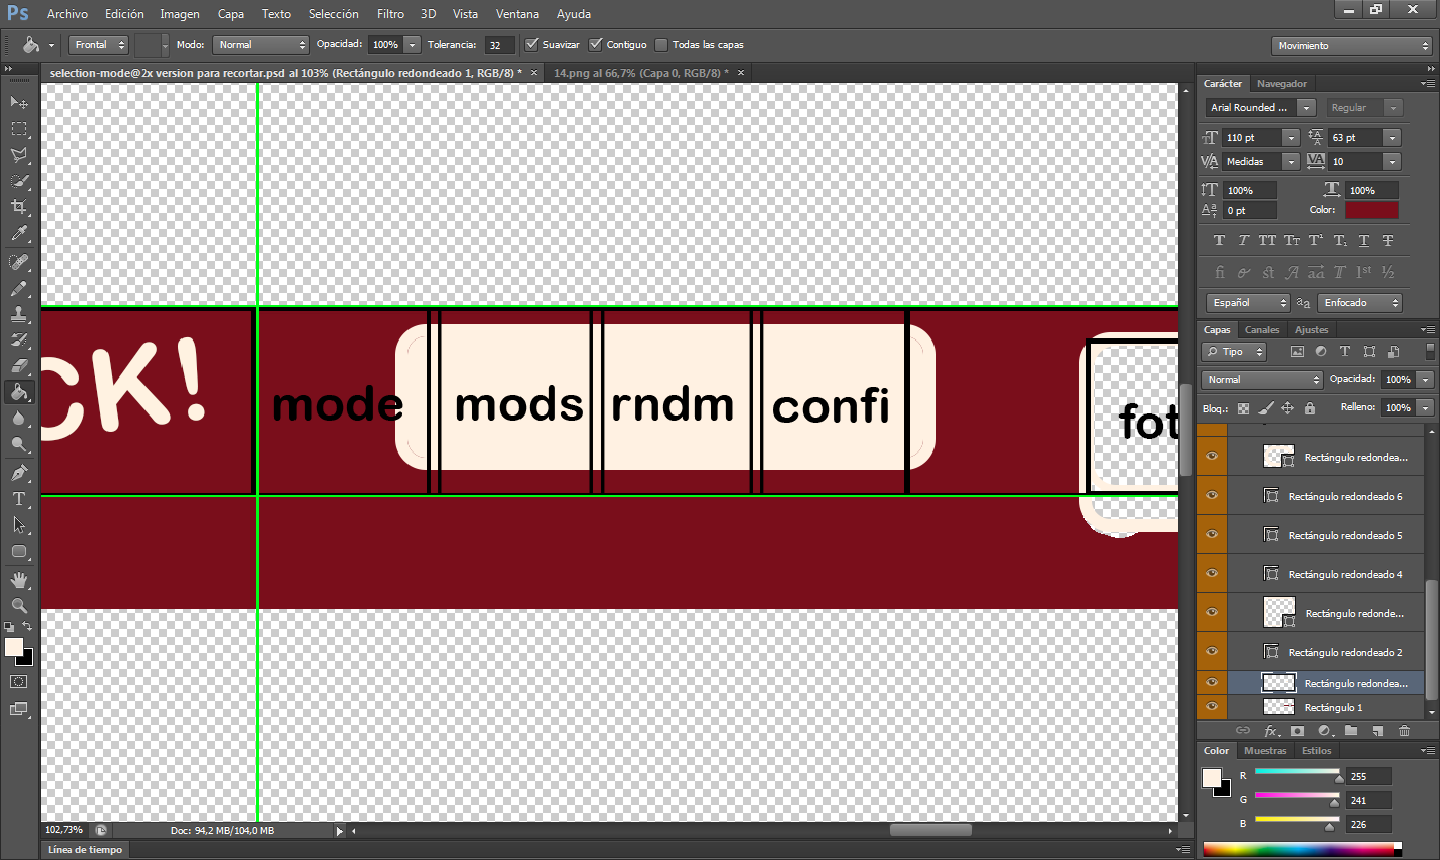 Ps Archivo Edición Imagen Capa Texto Selección Filtro 3D Vista Ventana Ayuda
Frontal Modo: Normal Opacidad: 100% Tolerancia: 32 Suavizar Contiguo Todas las capas Movimiento
selection-mode@2x version para recortar.psd al 103% (Rectángulo redondeado 1, RGB/8) * × 14.png al 66,7% (Capa 0, RGB/8) * ×
Carácter Navegador
Arial Rounded ... Regular
110 pt 63 pt
Medidas 10
100% 100%
0 pt Color:
Español Enfocado
Capas Canales Ajustes
Tipo
Normal Opacidad: 100%
Bloq.: Relleno: 100%
Rectángulo redondea...
Rectángulo redondeado 6
Rectángulo redondeado 5
Rectángulo redondeado 4
Rectángulo redonde...
Rectángulo redondeado 2
Rectángulo redondea...
Rectángulo 1
fx
Color Muestras Estilos
R 255
G 241
B 226
CK!
mode mods rndm confi
fot
102,73% Doc: 94,2 MB/104,0 MB
Línea de tiempo